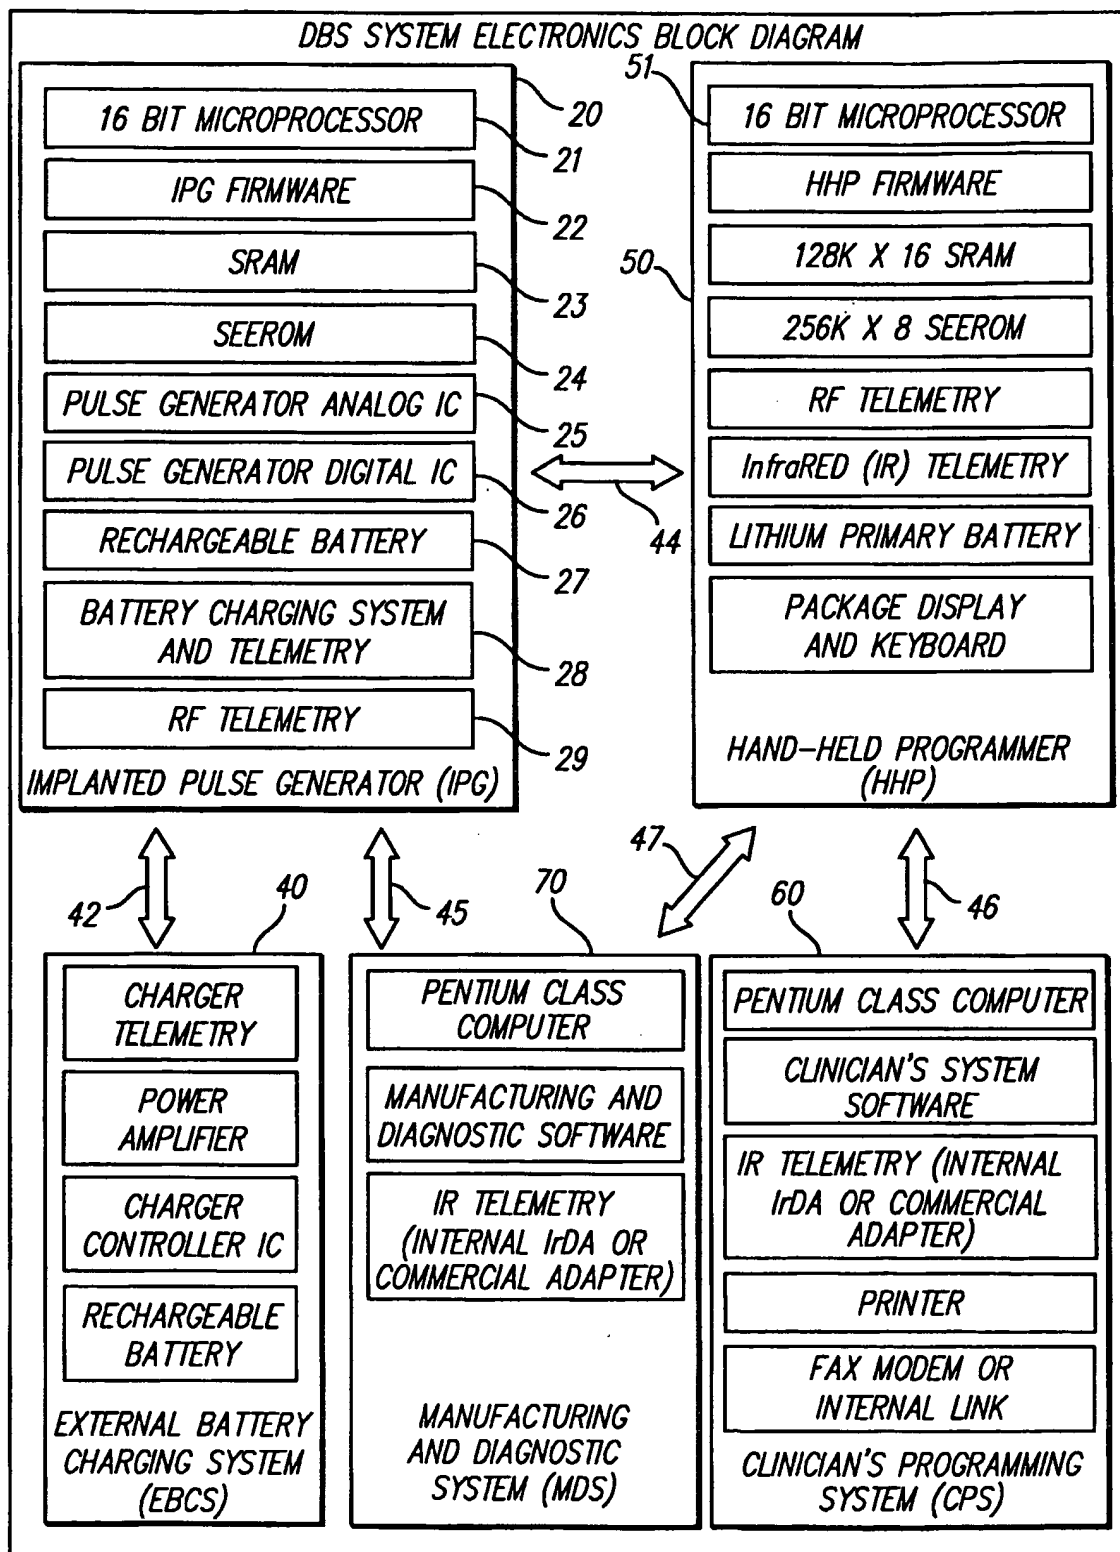 DBS SYSTEM ELECTRONICS BLOCK DIAGRAM
20
16 BIT MICROPROCESSOR
21
IPG FIRMWARE
22
SRAM
23
SEEROM
24
PULSE GENERATOR ANALOG IC
25
PULSE GENERATOR DIGITAL IC
26
RECHARGEABLE BATTERY
27
BATTERY CHARGING SYSTEM
AND TELEMETRY
28
RF TELEMETRY
29
IMPLANTED PULSE GENERATOR (IPG)
44
51
16 BIT MICROPROCESSOR
HHP FIRMWARE
50
128K X 16 SRAM
256K X 8 SEEROM
RF TELEMETRY
InfraRED (IR) TELEMETRY
LITHIUM PRIMARY BATTERY
PACKAGE DISPLAY
AND KEYBOARD
HAND-HELD PROGRAMMER
(HHP)
42
45
47
46
40
CHARGER
TELEMETRY
POWER
AMPLIFIER
CHARGER
CONTROLLER IC
RECHARGEABLE
BATTERY
EXTERNAL BATTERY
CHARGING SYSTEM
(EBCS)
70
PENTIUM CLASS
COMPUTER
MANUFACTURING AND
DIAGNOSTIC SOFTWARE
IR TELEMETRY
(INTERNAL IrDA OR
COMMERCIAL ADAPTER)
MANUFACTURING
AND DIAGNOSTIC
SYSTEM (MDS)
60
PENTIUM CLASS COMPUTER
CLINICIAN'S SYSTEM
SOFTWARE
IR TELEMETRY (INTERNAL
IrDA OR COMMERCIAL
ADAPTER)
PRINTER
FAX MODEM OR
INTERNAL LINK
CLINICIAN'S PROGRAMMING
SYSTEM (CPS)